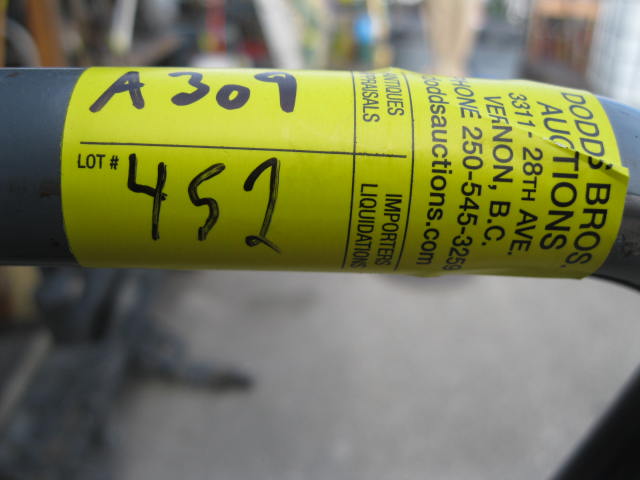 A309
LOT # 452
ANTIQUES
APPRAISALS
IMPORTERS
LIQUIDATIONS
DODDS BROS.
AUCTIONS
3311 - 28TH AVE.
VERNON, B.C.
PHONE 250-545-3259
doddsauctions.com